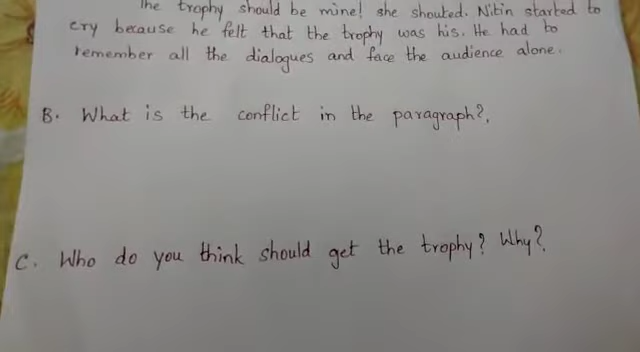 The trophy should be mine! she shouted. Nitin started to
cry because he felt that the trophy was his. He had to
remember all the dialogues and face the audience alone.
B. What is the conflict in the paragraph?.
C. Who do you think should get the trophy? Why?